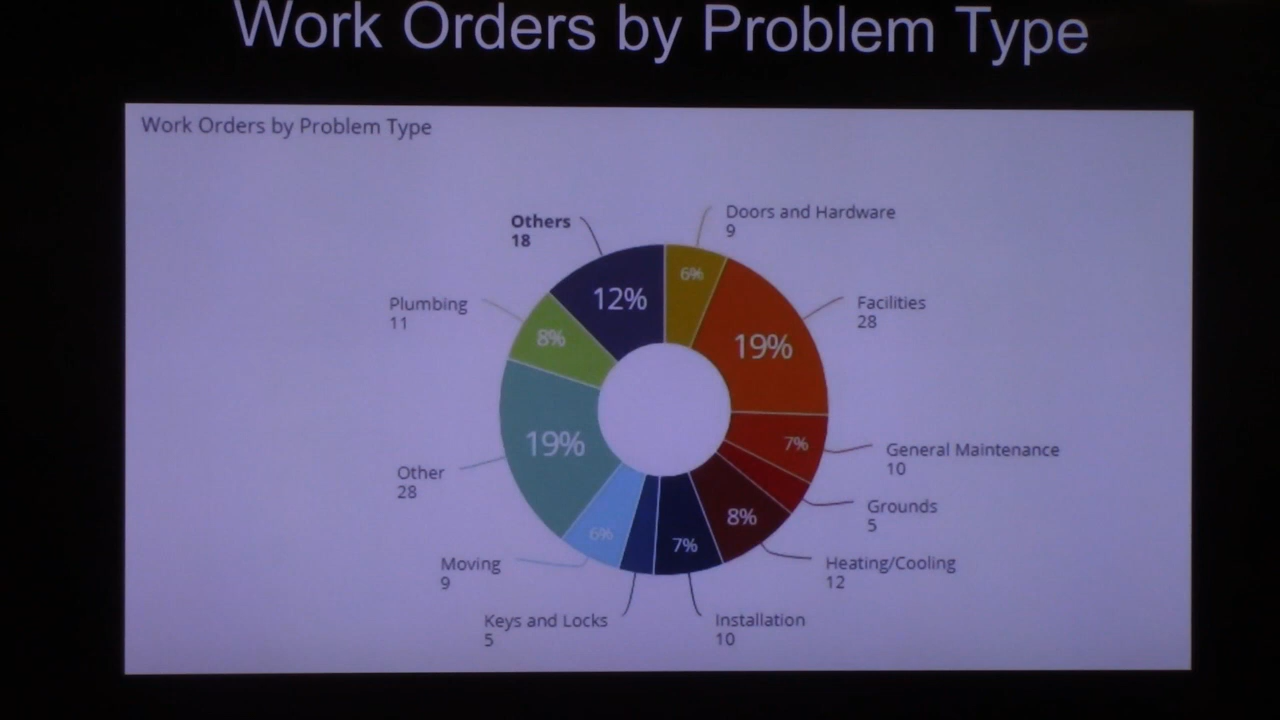 Work Orders by Problem Type
Work Orders by Problem Type
Doors and Hardware
9
Others
18
Plumbing
11
Facilities
28
6%
12%
19%
8%
19%
7%
8%
7%
6%
General Maintenance
10
Other
28
Grounds
5
Moving
9
Heating/Cooling
12
Keys and Locks
5
Installation
10